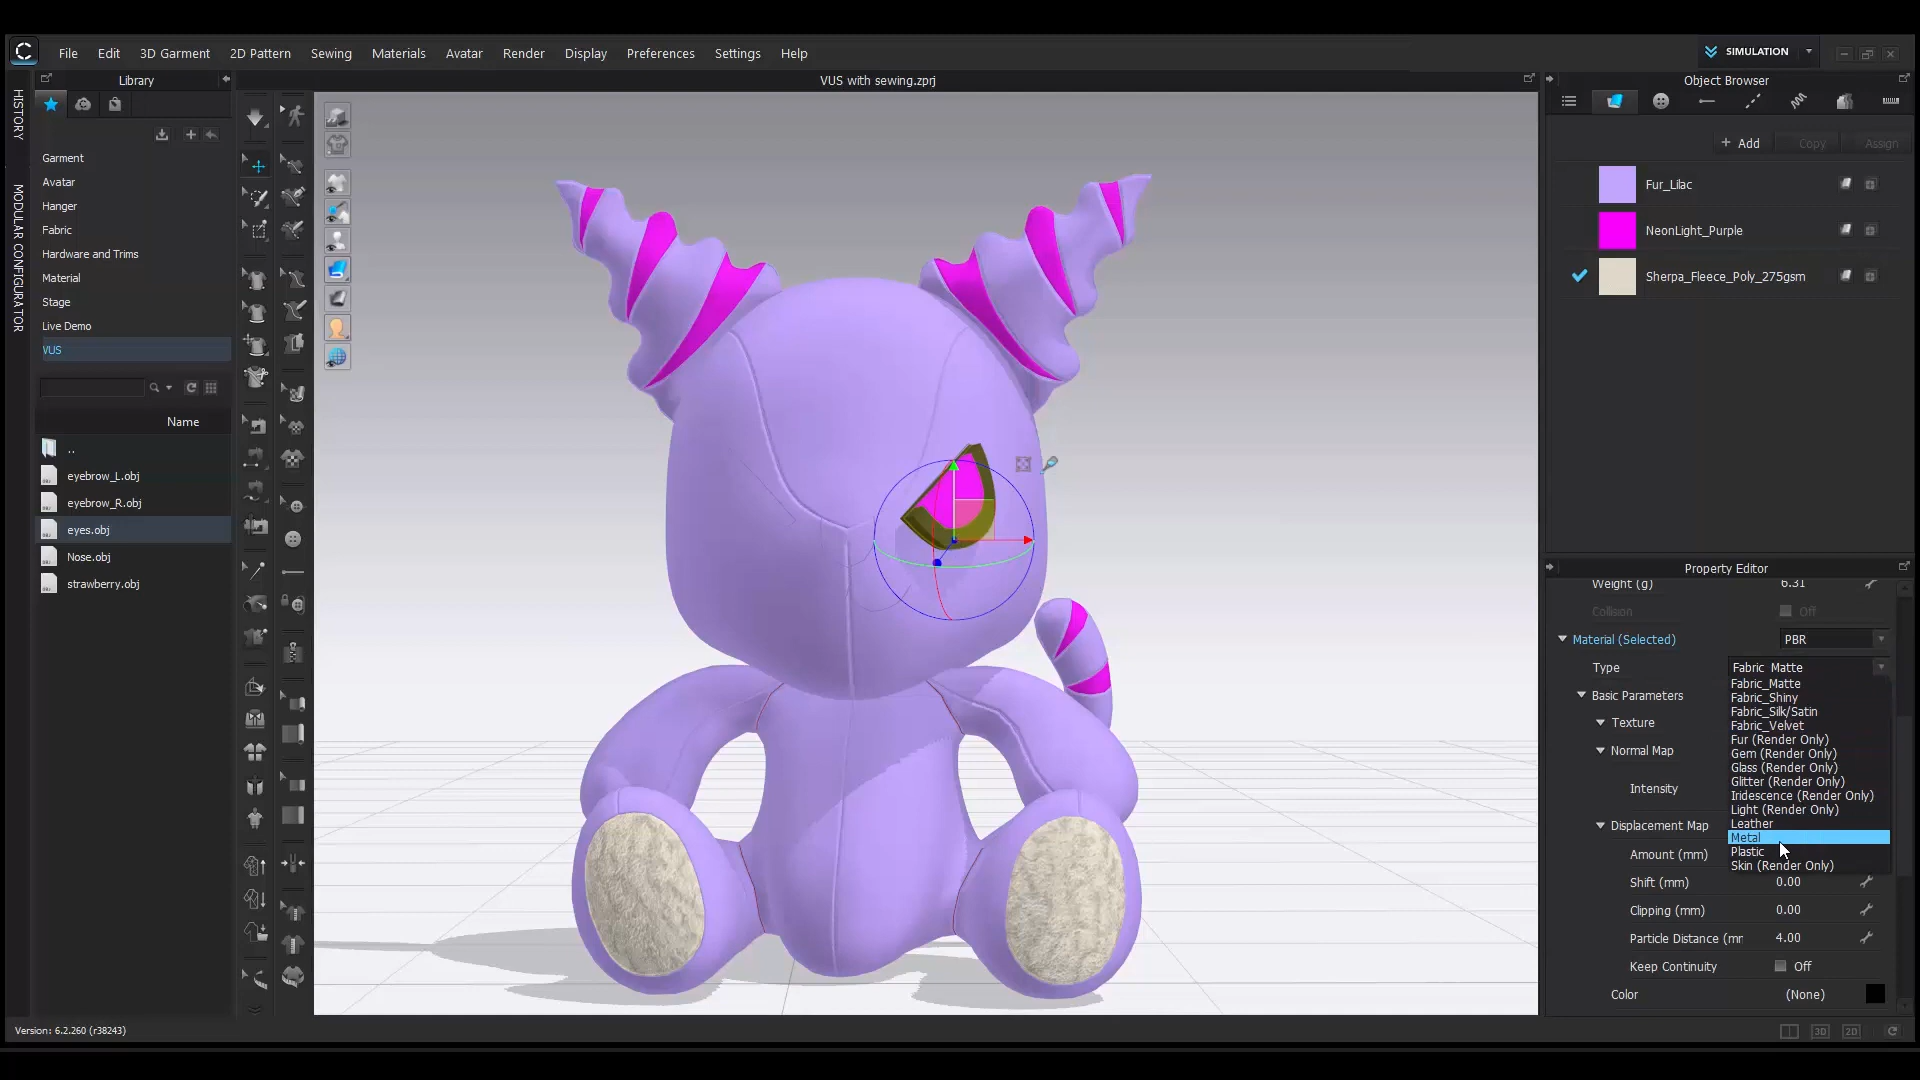 File Edit 3D Garment 2D Pattern Sewing Materials Avatar Render Display Preferences Settings Help
SIMULATION
Library
VUS with sewing.zprj
Object Browser
HISTORY
MODULAR CONFIGURATOR
Garment
Avatar
Hanger
Fabric
Hardware and Trims
Material
Stage
Live Demo
VUS
Name
..
eyebrow_L.obj
eyebrow_R.obj
eyes.obj
Nose.obj
strawberry.obj
+ Add Copy Assign
Fur_Lilac
NeonLight_Purple
Sherpa_Fleece_Poly_275gsm
Property Editor
Weight (g) 6.31
Collision Off
Material (Selected) PBR
Type Fabric_Matte
Fabric_Matte
Fabric_Shiny
Fabric_Silk/Satin
Fabric_Velvet
Fur (Render Only)
Gem (Render Only)
Glass (Render Only)
Glitter (Render Only)
Iridescence (Render Only)
Light (Render Only)
Leather
Metal
Plastic
Skin (Render Only)
Basic Parameters
Texture
Normal Map
Intensity
Displacement Map
Amount (mm)
Shift (mm) 0.00
Clipping (mm) 0.00
Particle Distance (mr 4.00
Keep Continuity Off
Color (None)
Version: 6.2.260 (r38243)
3D 2D